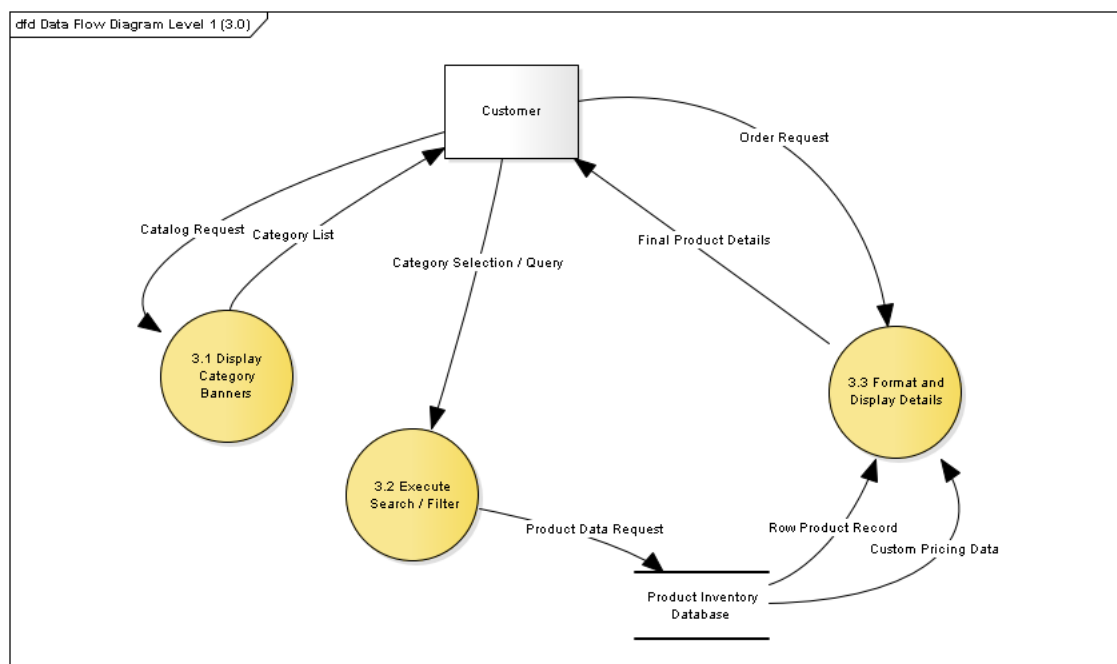 dfd Data Flow Diagram Level 1 (3.0)
Customer
Order Request
Catalog Request
Category List
Final Product Details
Category Selection / Query
3.1 Display
Category
Banners
3.3 Format and
Display Details
3.2 Execute
Search / Filter
Product Data Request
Row Product Record
Custom Pricing Data
Product Inventory
Database